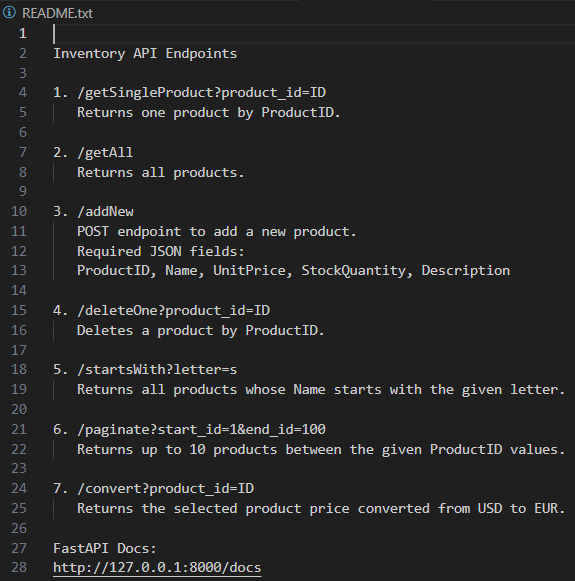 README.txt
1
2 Inventory API Endpoints
3
4 1. /getSingleProduct?product_id=ID
5 Returns one product by ProductID.
6
7 2. /getAll
8 Returns all products.
9
10 3. /addNew
11 POST endpoint to add a new product.
12 Required JSON fields:
13 ProductID, Name, UnitPrice, StockQuantity, Description
14
15 4. /deleteOne?product_id=ID
16 Deletes a product by ProductID.
17
18 5. /startsWith?letter=s
19 Returns all products whose Name starts with the given letter.
20
21 6. /paginate?start_id=1&end_id=100
22 Returns up to 10 products between the given ProductID values.
23
24 7. /convert?product_id=ID
25 Returns the selected product price converted from USD to EUR.
26
27 FastAPI Docs:
28 http://127.0.0.1:8000/docs